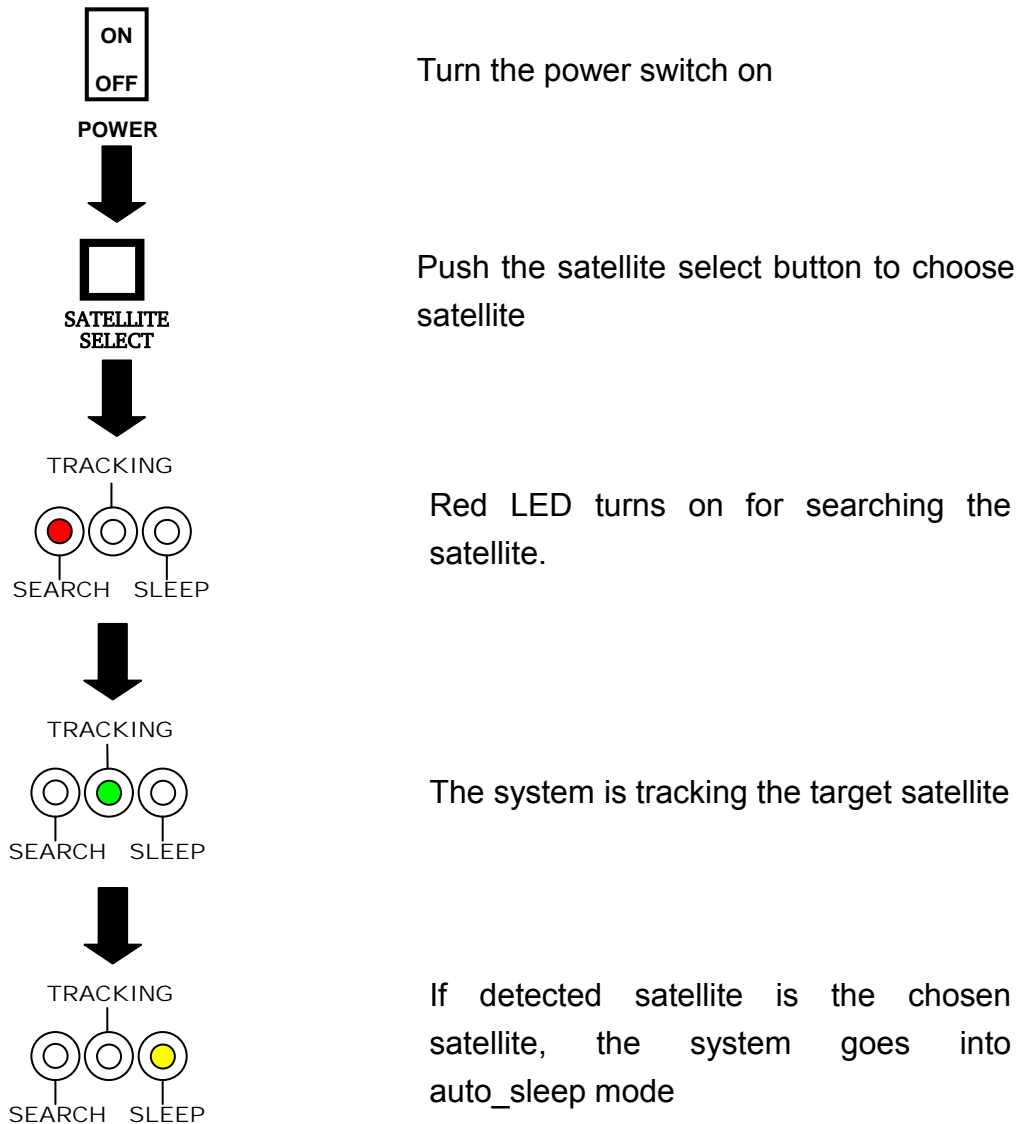 ON
OFF
POWER
Turn the power switch on
SATELLITE
SELECT
Push the satellite select button to choose
satellite
TRACKING
SEARCH SLEEP
Red LED turns on for searching the
satellite.
TRACKING
SEARCH SLEEP
The system is tracking the target satellite
TRACKING
SEARCH SLEEP
If detected satellite is the chosen
satellite, the system goes into
auto_sleep mode